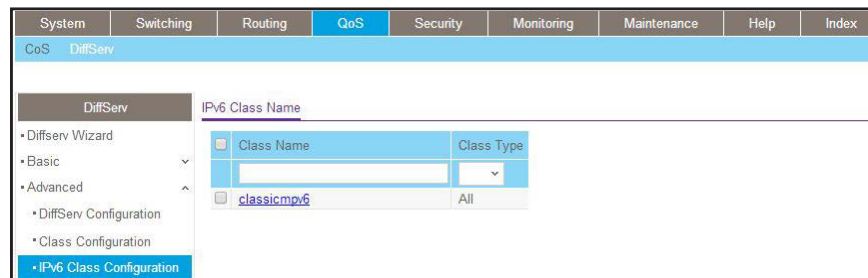 System Switching Routing QoS Security Monitoring Maintenance Help Index
CoS DiffServ
DiffServ
Diffserv Wizard
Basic
Advanced
DiffServ Configuration
Class Configuration
IPv6 Class Configuration
IPv6 Class Name
Class Name Class Type
classicmpv6 All